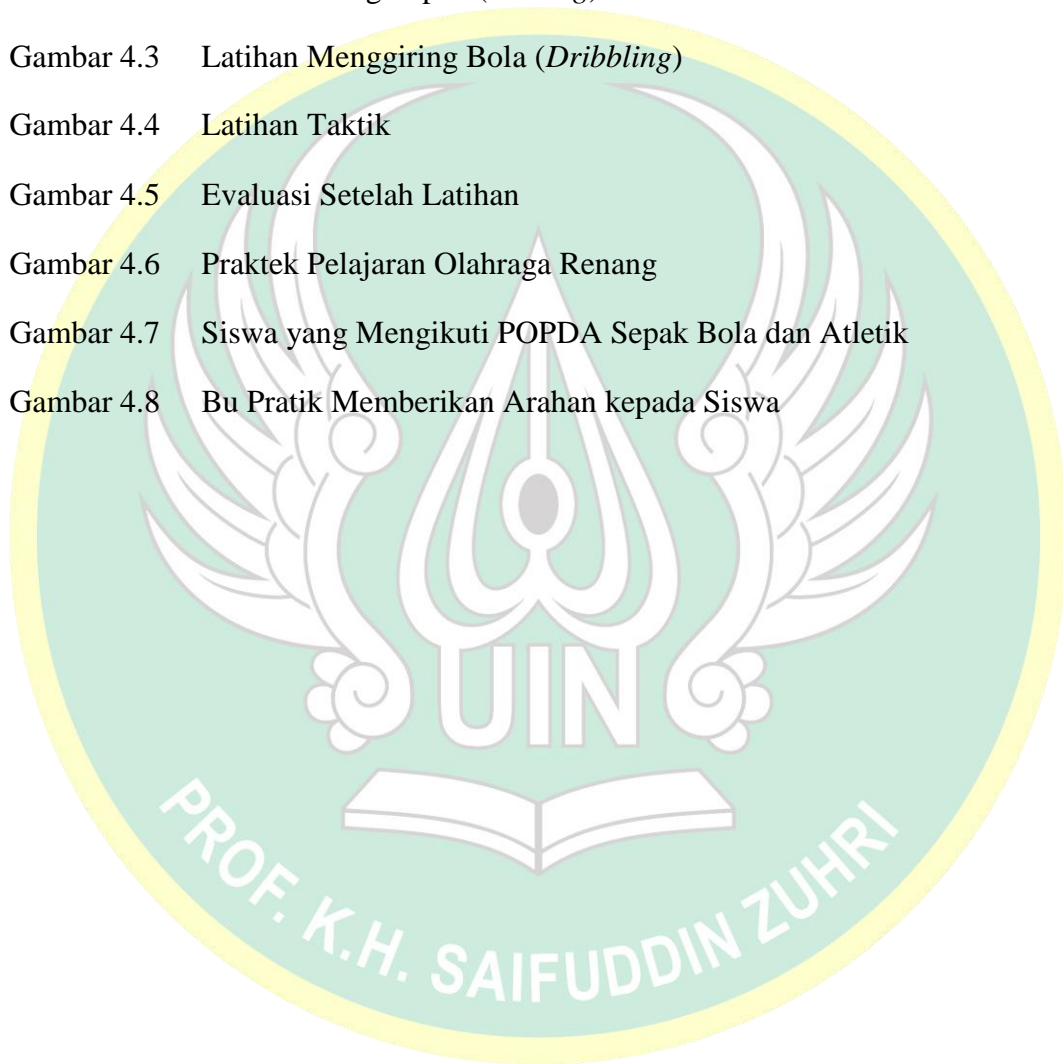 Gambar 4.3 Latihan Menggiring Bola (Dribbling)
Gambar 4.4 Latihan Taktik
Gambar 4.5 Evaluasi Setelah Latihan
Gambar 4.6 Praktek Pelajaran Olahraga Renang
Gambar 4.7 Siswa yang Mengikuti POPDA Sepak Bola dan Atletik
Gambar 4.8 Bu Pratik Memberikan Arahan kepada Siswa
UIN
PROF. K.H. SAIFUDDIN ZUHRI